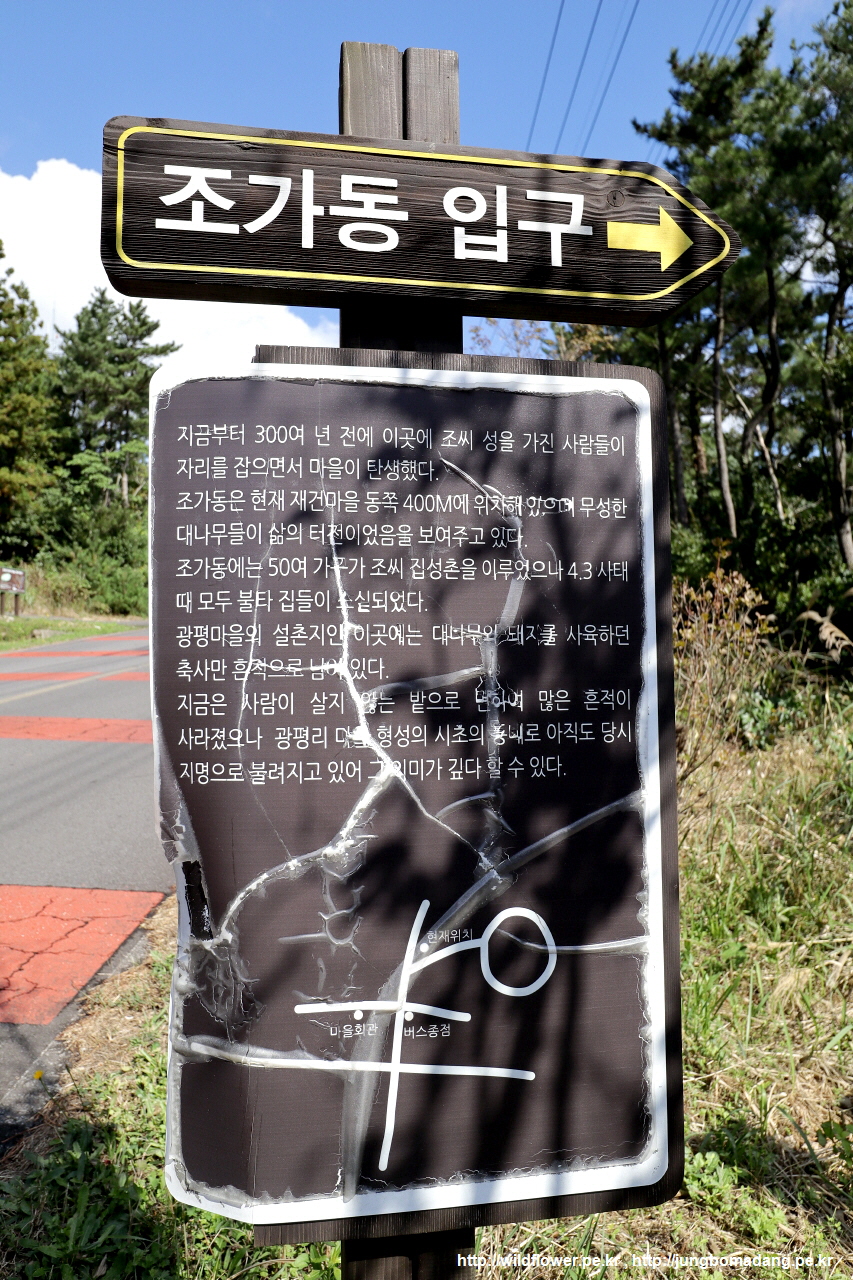 조가동 입구
지금부터 300여 년 전에 이곳에 조씨 성을 가진 사람들이
자리를 잡으면서 마을이 탄생했다.
조가동은 현재 재건마을 동쪽 400M에 위치해 있으며 무성한
대나무들이 삶의 터전이었음을 보여주고 있다.
조가동에는 50여 가구가 조씨 집성촌을 이루었으나 4.3 사태
때 모두 불타 집들이 소실되었다.
광평마을의 설촌지인 이곳에는 대나무와 돼지를 사육하던
축사만 흔적으로 남아 있다.
지금은 사람이 살지 않는 밭으로 변하여 많은 흔적이
사라졌으나 광평리 마을 형성의 시초의 동네로 아직도 당시
지명으로 불려지고 있어 그 의미가 깊다 할 수 있다.
현재위치
마을회관 버스종점
http://wildflower.pe.kr , http://jungbomadang.pe.kr